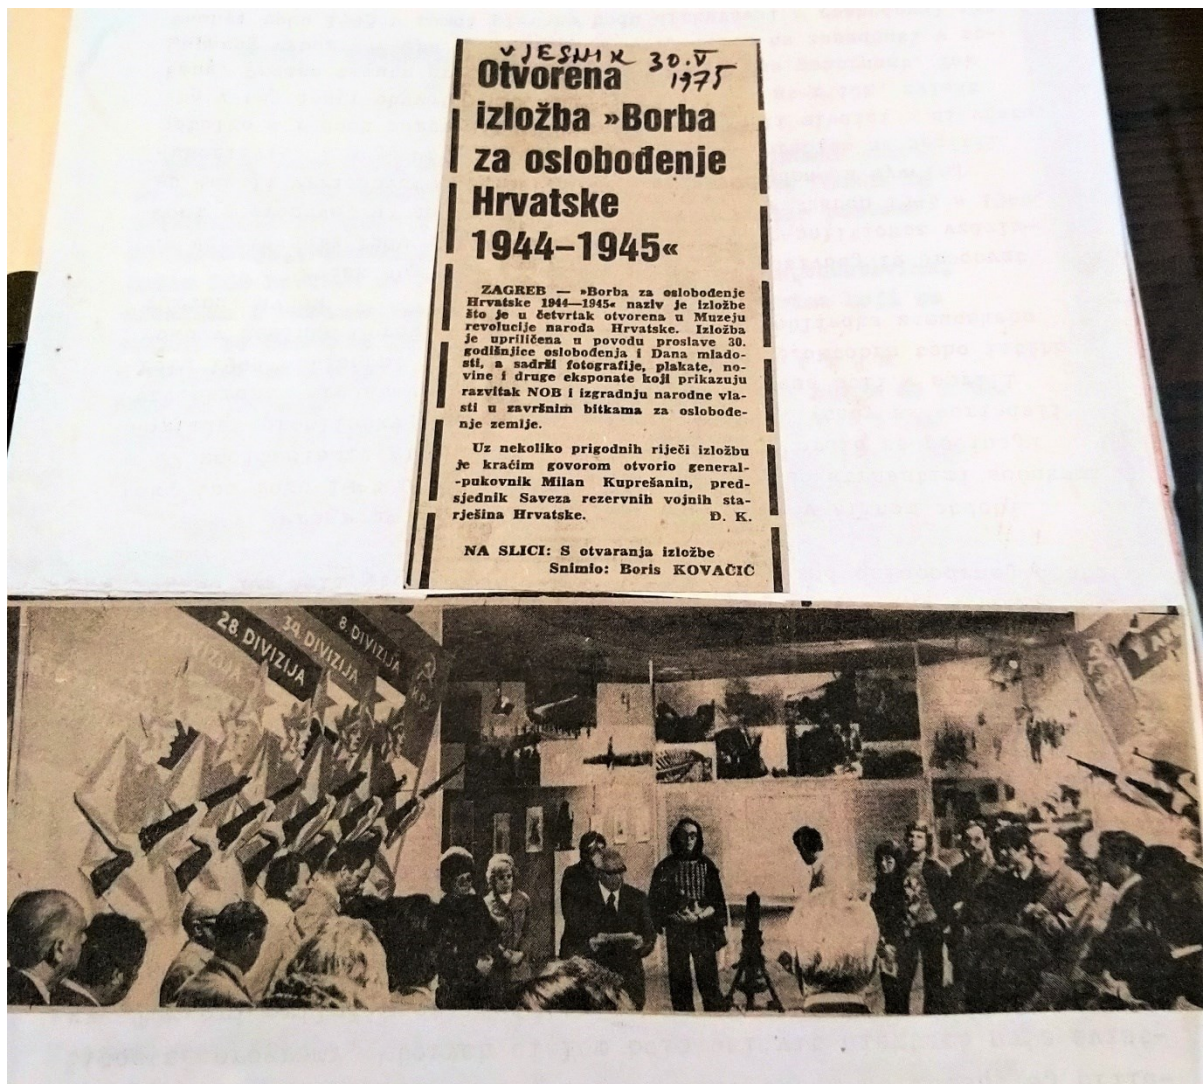 VJESNIK 30. V
1975
Otvorena
izložba »Borba
za oslobođenje
Hrvatske
1944–1945«
ZAGREB — »Borba za oslobođenje
Hrvatske 1944—1945« naziv je izložbe
što je u četvrtak otvorena u Muzeju
revolucije naroda Hrvatske. Izložba
je upriličena u povodu proslave 30.
godišnjice oslobođenja i Dana mlado-
sti, a sadrži fotografije, plakate, no-
vine i druge eksponate koji prikazuju
razvitak NOB i izgradnju narodne vla-
sti u završnim bitkama za oslobođe-
nje zemlje.
Uz nekoliko prigodnih riječi izložbu
je kraćim govorom otvorio general-
-pukovnik Milan Kuprešanin, pred-
sjednik Saveza rezervnih vojnih sta-
rješina Hrvatske. Đ. K.
NA SLICI: S otvaranja izložbe
Snimio: Boris KOVAČIĆ
28. DIVIZIJA
34. DIVIZIJA
8. DIVIZIJA